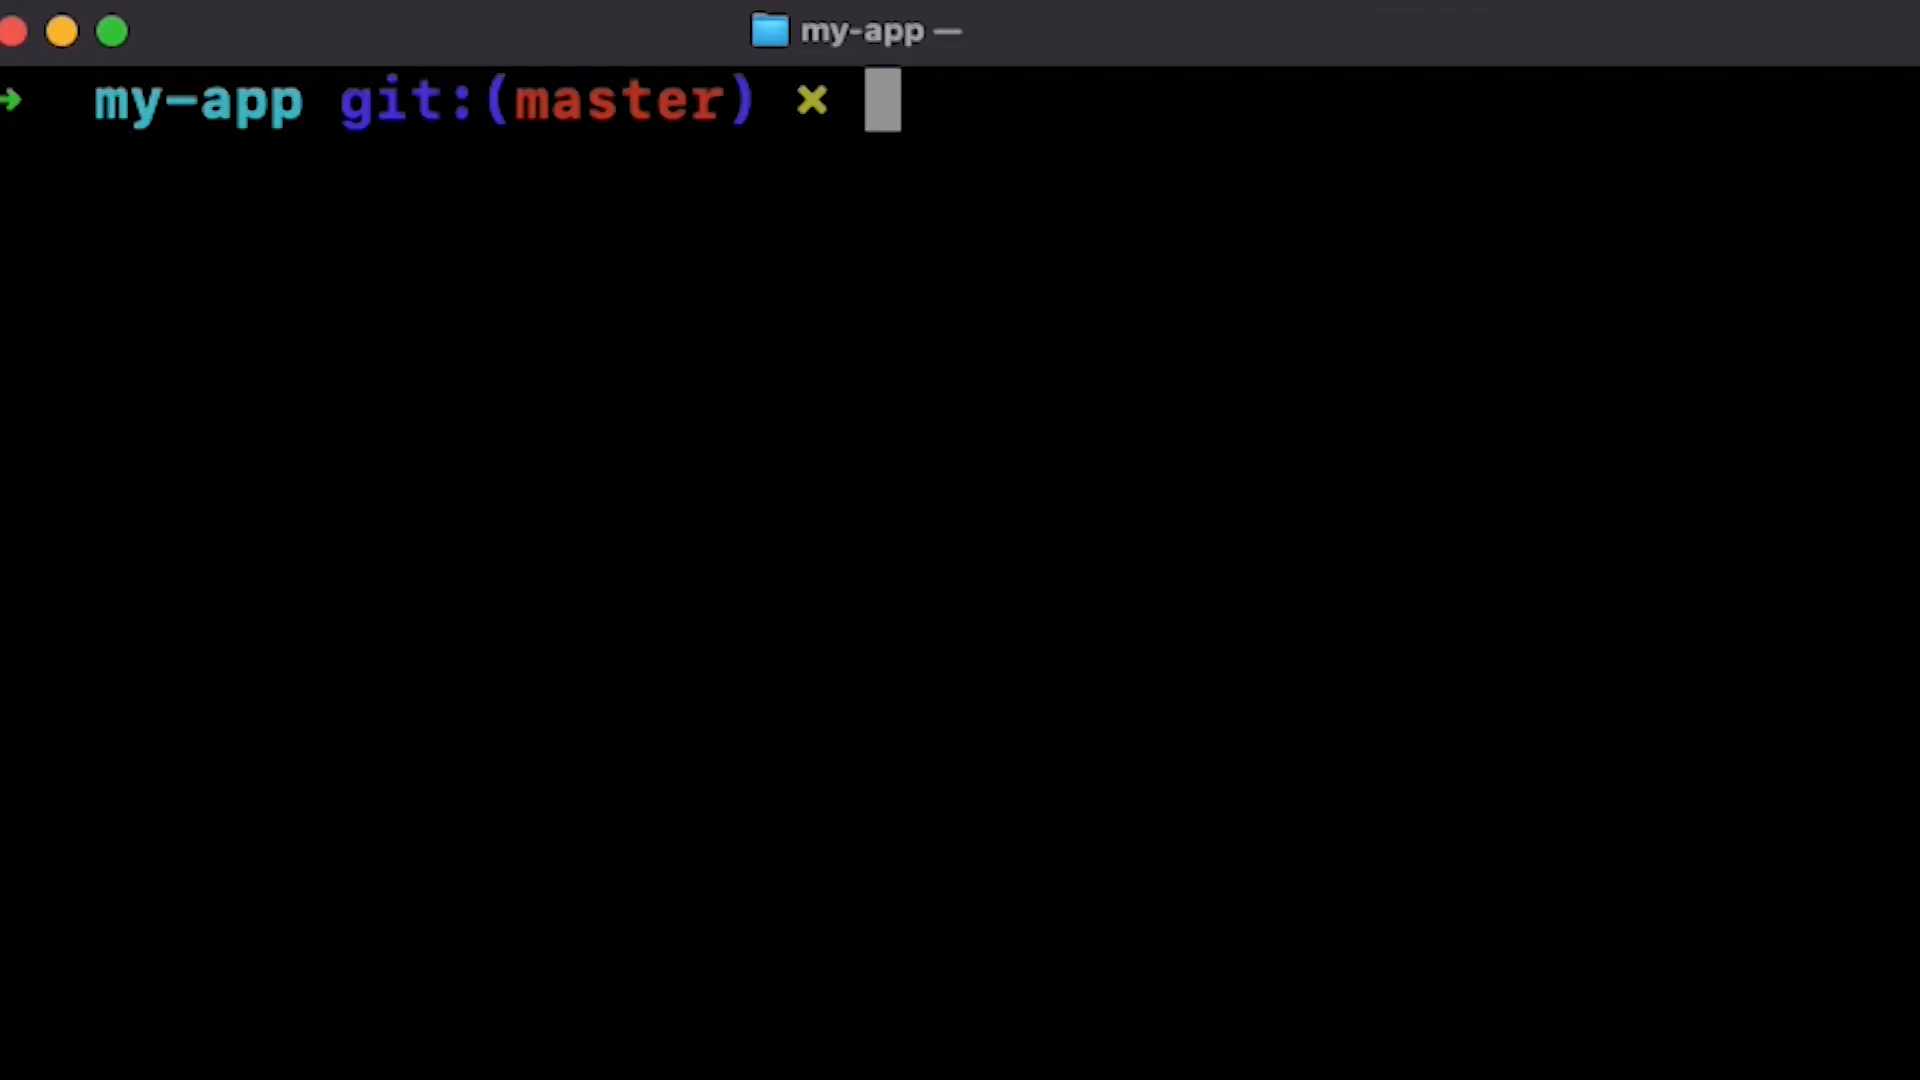 my-app —
→ my-app git:(master) ✗